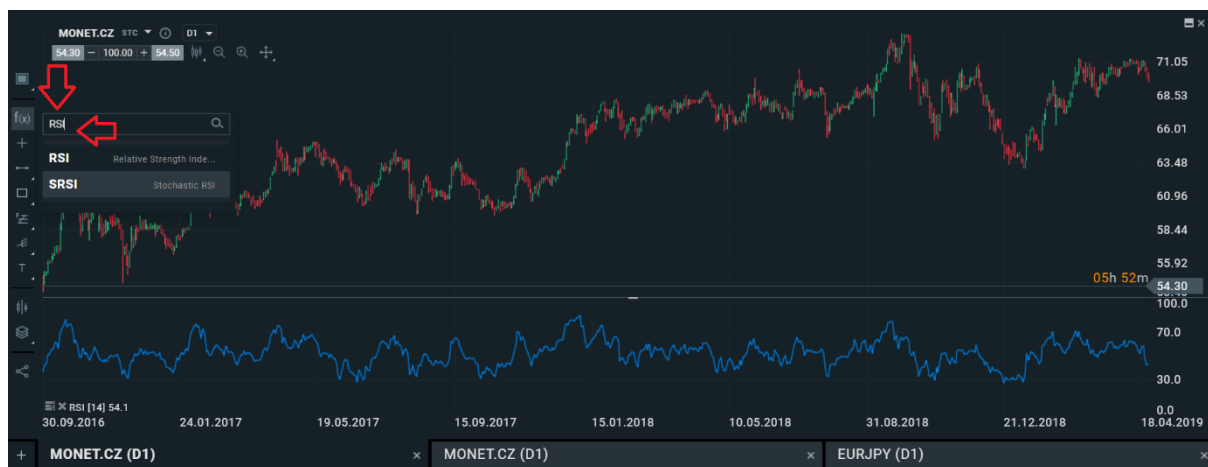 MONET.CZ STC D1
54.30 − 100.00 + 54.50
f(x)
RSI
RSI Relative Strength Inde...
SRSI Stochastic RSI
T
71.05
68.53
66.01
63.48
60.96
58.44
55.92
05h 52m
54.30
100.0
70.0
30.0
0.0
RSI [14] 54.1
30.09.2016 24.01.2017 19.05.2017 15.09.2017 15.01.2018 10.05.2018 31.08.2018 21.12.2018 18.04.2019
+ MONET.CZ (D1) × MONET.CZ (D1) × EURJPY (D1) ×